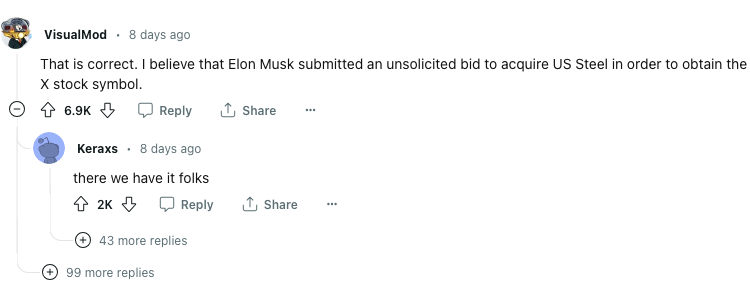 VisualMod · 8 days ago
That is correct. I believe that Elon Musk submitted an unsolicited bid to acquire US Steel in order to obtain the
X stock symbol.
6.9K Reply Share ···
Keraxs · 8 days ago
there we have it folks
2K Reply Share ···
43 more replies
99 more replies